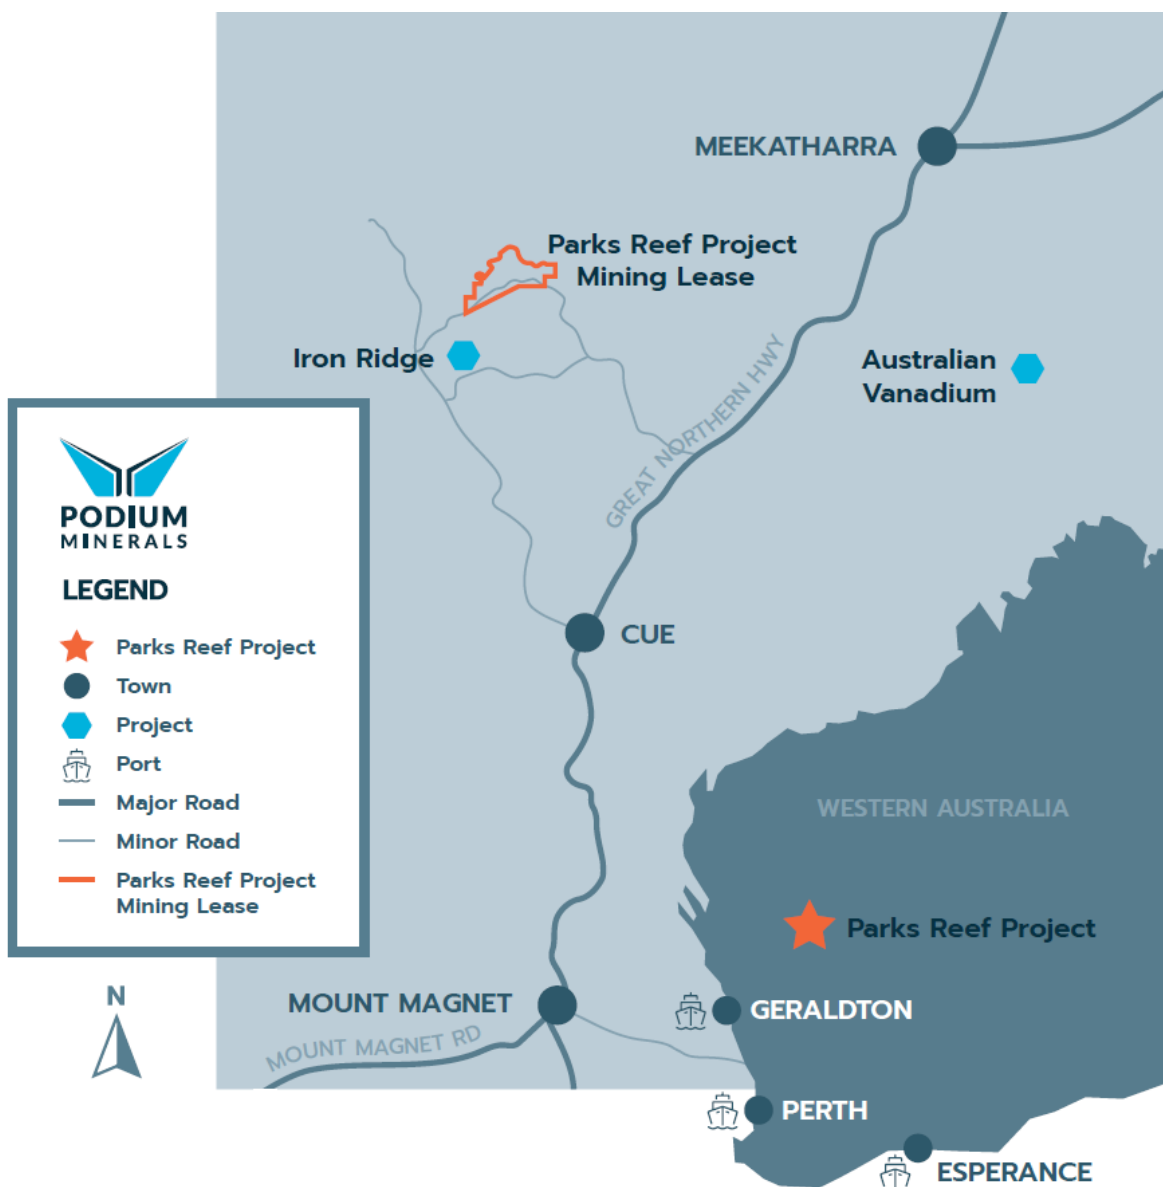 MEEKATHARRA
Parks Reef Project
Mining Lease
Iron Ridge
Australian
Vanadium
GREAT NORTHERN HWY
PODIUM
MINERALS
LEGEND
Parks Reef Project
Town
Project
Port
Major Road
Minor Road
Parks Reef Project
Mining Lease
CUE
WESTERN AUSTRALIA
Parks Reef Project
N
MOUNT MAGNET
MOUNT MAGNET RD
GERALDTON
PERTH
ESPERANCE